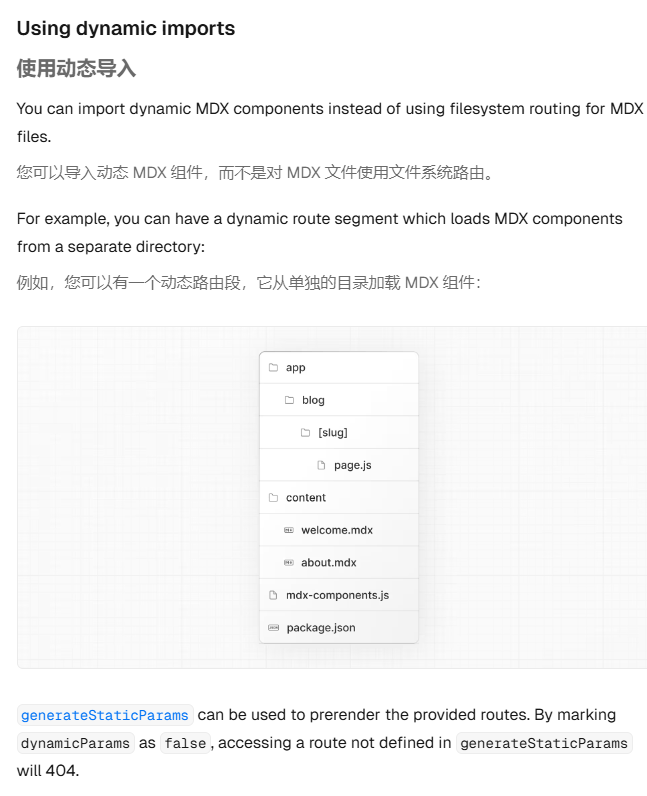 Using dynamic imports
使用动态导入
You can import dynamic MDX components instead of using filesystem routing for MDX
files.
您可以导入动态 MDX 组件，而不是对 MDX 文件使用文件系统路由。
For example, you can have a dynamic route segment which loads MDX components
from a separate directory:
例如，您可以有一个动态路由段，它从单独的目录加载 MDX 组件：
app
blog
[slug]
page.js
content
welcome.mdx
about.mdx
mdx-components.js
package.json
generateStaticParams can be used to prerender the provided routes. By marking
dynamicParams as false, accessing a route not defined in generateStaticParams
will 404.